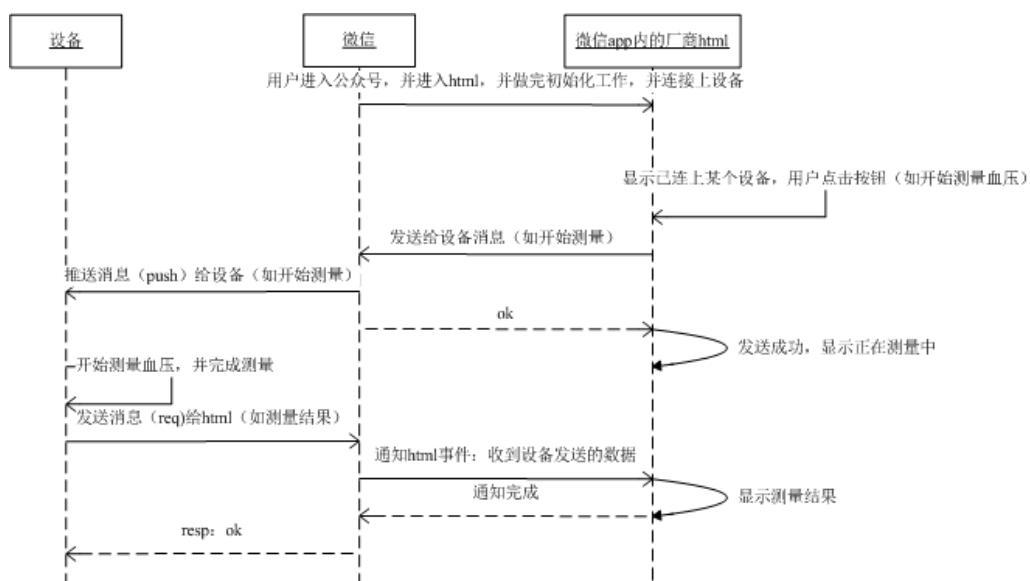 设备
微信
微信app内的厂商html
用户进入公众号，并进入html，并做完初始化工作，并连接上设备
显示已连上某个设备，用户点击按钮（如开始测量血压）
发送给设备消息（如开始测量）
推送消息（push）给设备（如开始测量）
ok
发送成功，显示正在测量中
开始测量血压，并完成测量
发送消息（req)给html（如测量结果）
通知html事件：收到设备发送的数据
通知完成
显示测量结果
resp：ok